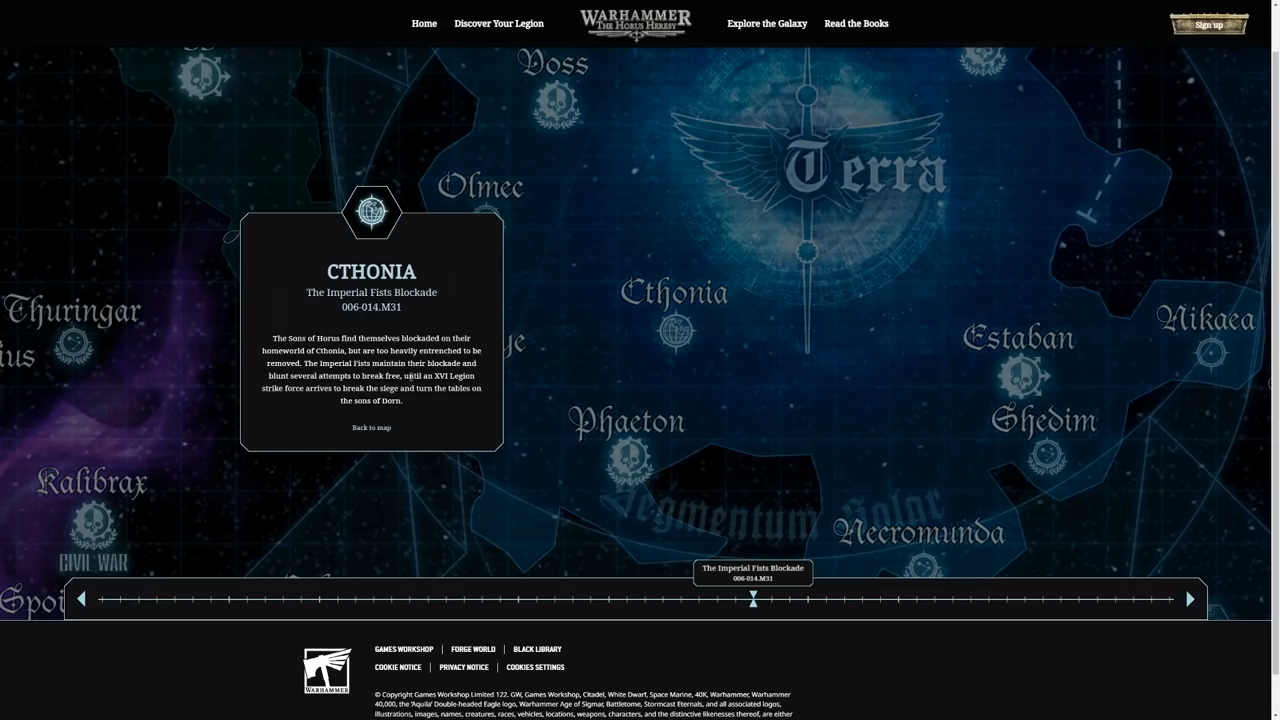 Home
Discover Your Legion
WARHAMMER
THE HORUS HERESY
Explore the Galaxy
Read the Books
Sign up
Voss
Terra
Olmec
CTHONIA
The Imperial Fists Blockade
006-014.M31
The Sons of Horus find themselves blockaded on their
homeworld of Cthonia, but are too heavily entrenched to be
removed. The Imperial Fists maintain their blockade and
blunt several attempts to break free, until an XVI Legion
strike force arrives to break the siege and turn the tables on
the sons of Dorn.
Back to map
Cthonia
Thuringar
Nikaea
Estaban
ius
ye
Phaeton
Shedim
Kalibrax
Segmentum Solar
Necromunda
CIVIL WAR
The Imperial Fists Blockade
006-014.M31
Spoi
GAMES WORKSHOP
FORGE WORLD
BLACK LIBRARY
COOKIE NOTICE
PRIVACY NOTICE
COOKIES SETTINGS
WARHAMMER
© Copyright Games Workshop Limited 122. GW, Games Workshop, Citadel, White Dwarf, Space Marine, 40K, Warhammer, Warhammer
40,000, the 'Aquila' Double-headed Eagle logo, Warhammer Age of Sigmar, Battletome, Stormcast Eternals, and all associated logos,
illustrations, images, names, creatures, races, vehicles, locations, weapons, characters, and the distinctive likenesses thereof, are either